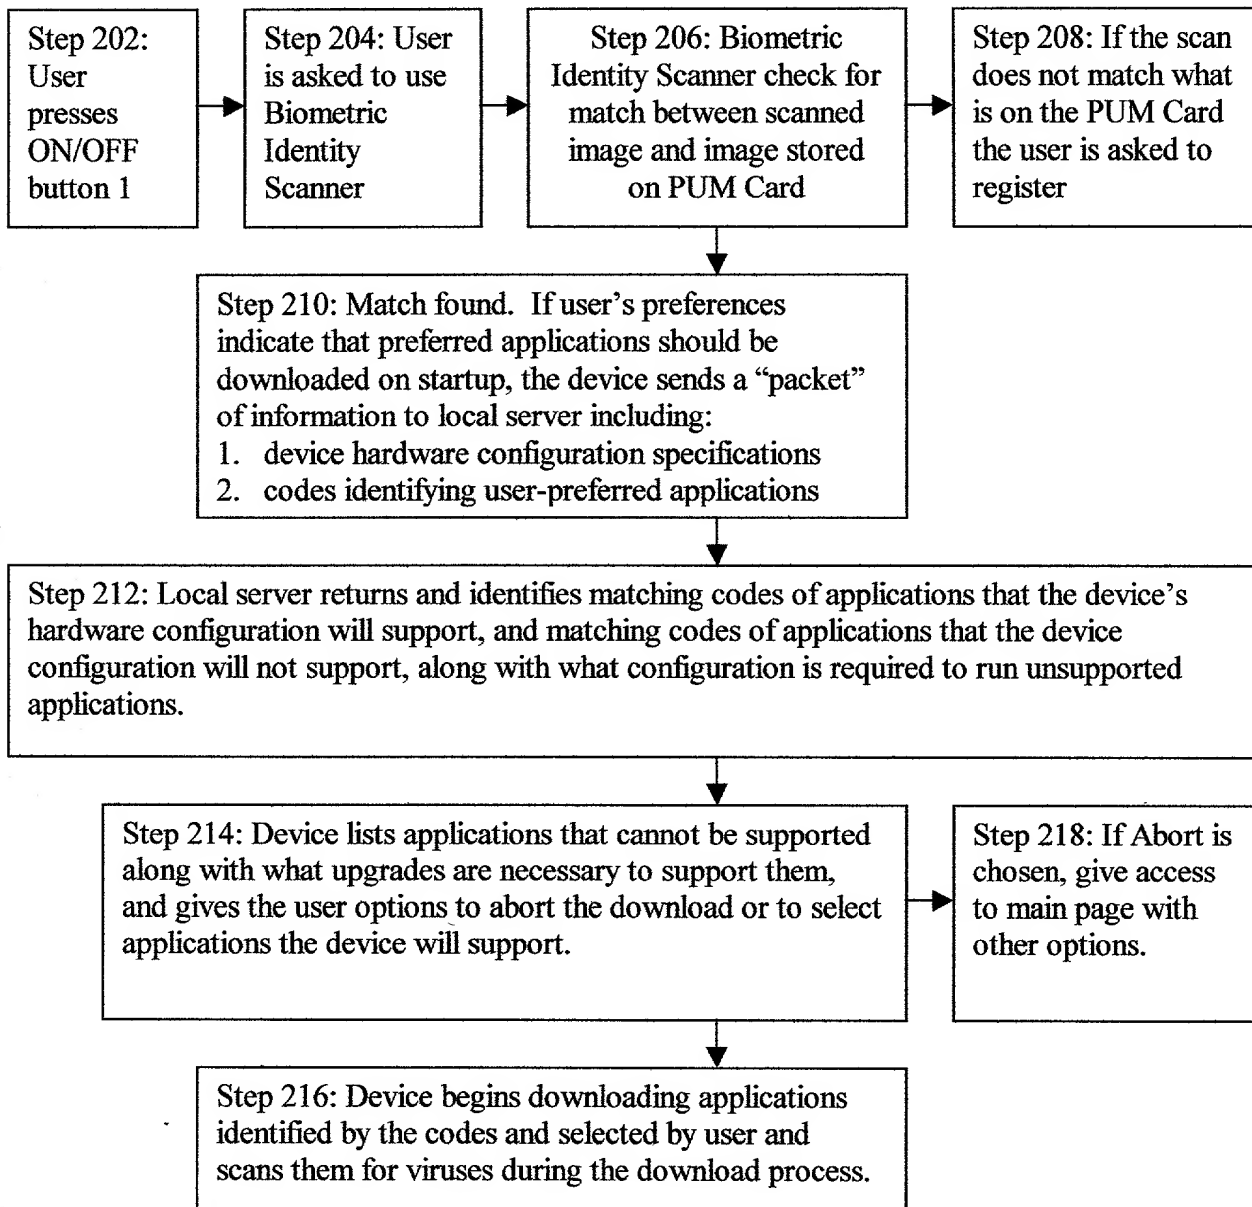 Step 202:
User
presses
ON/OFF
button 1
Step 204: User
is asked to use
Biometric
Identity
Scanner
Step 206: Biometric
Identity Scanner check for
match between scanned
image and image stored
on PUM Card
Step 208: If the scan
does not match what
is on the PUM Card
the user is asked to
register
Step 210: Match found.  If user's preferences
indicate that preferred applications should be
downloaded on startup, the device sends a “packet”
of information to local server including:
1. device hardware configuration specifications
2. codes identifying user-preferred applications
Step 212: Local server returns and identifies matching codes of applications that the device's
hardware configuration will support, and matching codes of applications that the device
configuration will not support, along with what configuration is required to run unsupported
applications.
Step 214: Device lists applications that cannot be supported
along with what upgrades are necessary to support them,
and gives the user options to abort the download or to select
applications the device will support.
Step 218: If Abort is
chosen, give access
to main page with
other options.
Step 216: Device begins downloading applications
identified by the codes and selected by user and
scans them for viruses during the download process.